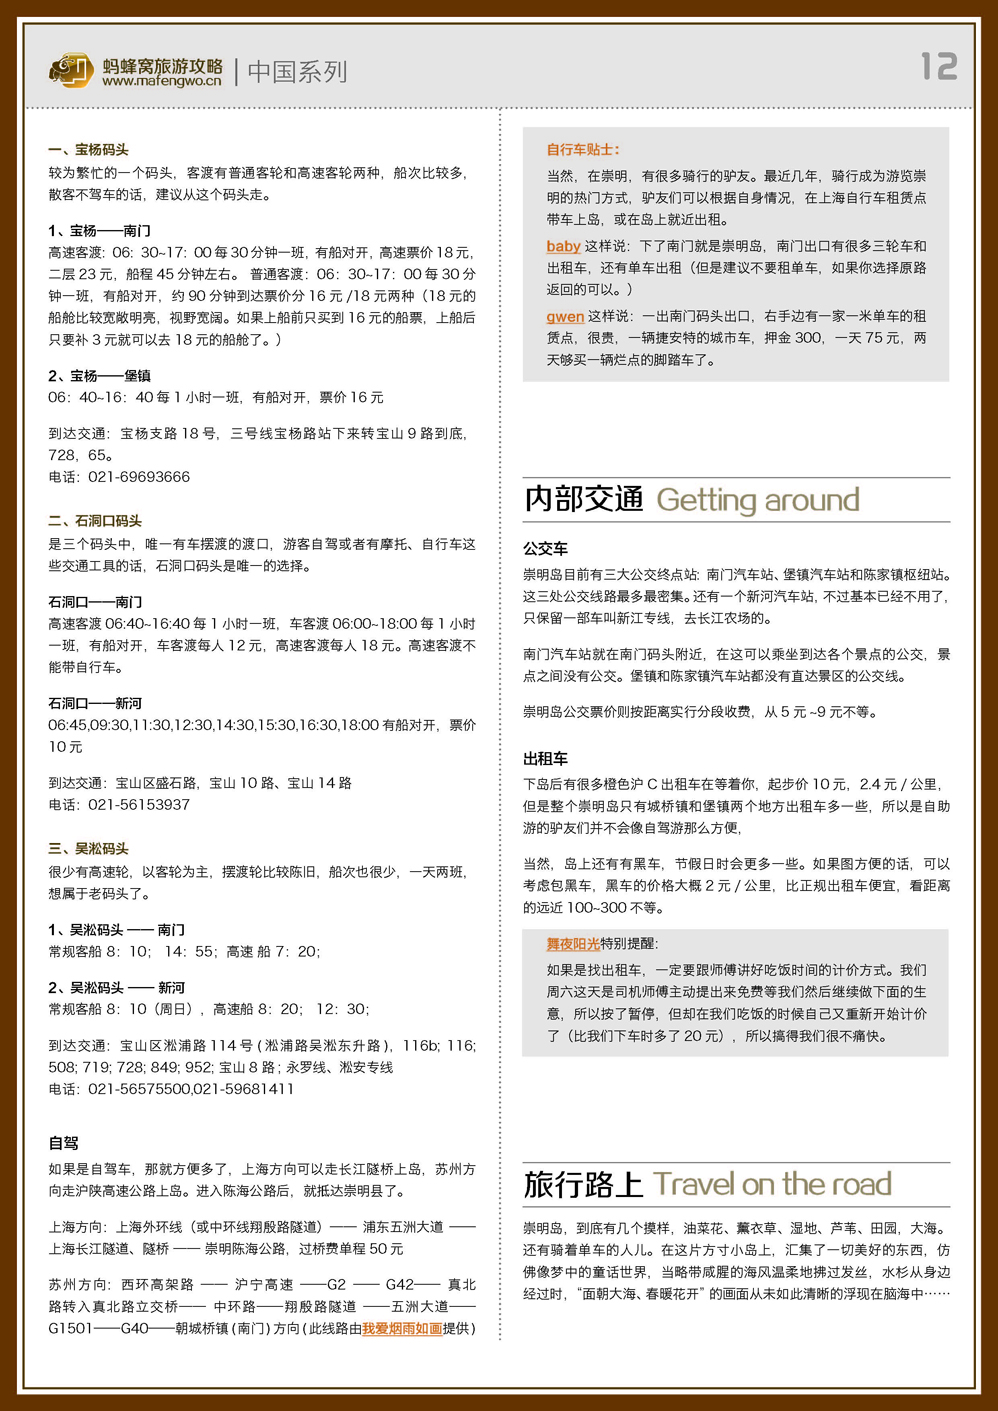 蚂蜂窝旅游攻略
www.mafengwo.cn
中国系列
12
一、宝杨码头
较为繁忙的一个码头，客渡有普通客轮和高速客轮两种，船次比较多，
散客不驾车的话，建议从这个码头走。
1、宝杨——南门
高速客渡：06：30~17：00 每 30 分钟一班，有船对开，高速票价 18 元，
二层 23 元，船程 45 分钟左右。 普通客渡：06：30~17：00 每 30 分
钟一班，有船对开，约 90 分钟到达票价分 16 元 /18 元两种（18 元的
船舱比较宽敞明亮，视野宽阔。如果上船前只买到 16 元的船票，上船后
只要补 3 元就可以去 18 元的船舱了。）
2、宝杨——堡镇
06：40~16：40 每 1 小时一班，有船对开，票价 16 元
到达交通：宝杨支路 18 号，三号线宝杨路站下来转宝山 9 路到底，
728，65。
电话：021-69693666
二、石洞口码头
是三个码头中，唯一有车摆渡的渡口，游客自驾或者有摩托、自行车这
些交通工具的话，石洞口码头是唯一的选择。
石洞口——南门
高速客渡 06:40~16:40 每 1 小时一班，车客渡 06:00~18:00 每 1 小时
一班，有船对开，车客渡每人 12 元，高速客渡每人 18 元。高速客渡不
能带自行车。
石洞口——新河
06:45,09:30,11:30,12:30,14:30,15:30,16:30,18:00 有船对开，票价
10 元
到达交通：宝山区盛石路，宝山 10 路、宝山 14 路
电话：021-56153937
三、吴淞码头
很少有高速轮，以客轮为主，摆渡轮比较陈旧，船次也很少，一天两班，
想属于老码头了。
1、吴淞码头 —— 南门
常规客船 8：10； 14：55；高速 船 7：20；
2、吴淞码头 —— 新河
常规客船 8：10（周日），高速船 8：20； 12：30；
到达交通：宝山区淞浦路 114 号 ( 淞浦路吴淞东升路 )，116b; 116;
508; 719; 728; 849; 952; 宝山 8 路 ; 永罗线、淞安专线
电话：021-56575500,021-59681411
自驾
如果是自驾车，那就方便多了，上海方向可以走长江隧桥上岛，苏州方
向走沪陕高速公路上岛。进入陈海公路后，就抵达崇明县了。
上海方向：上海外环线（或中环线翔殷路隧道）—— 浦东五洲大道 ——
上海长江隧道、隧桥 —— 崇明陈海公路，过桥费单程 50 元
苏州方向：西环高架路 —— 沪宁高速 ——G2 —— G42—— 真北
路转入真北路立交桥—— 中环路——翔殷路隧道 ——五洲大道——
G1501——G40——朝城桥镇 ( 南门 ) 方向 ( 此线路由我爱烟雨如画提供 )
自行车贴士：
当然，在崇明，有很多骑行的驴友。最近几年，骑行成为游览崇
明的热门方式，驴友们可以根据自身情况，在上海自行车租赁点
带车上岛，或在岛上就近出租。
baby 这样说：下了南门就是崇明岛，南门出口有很多三轮车和
出租车，还有单车出租（但是建议不要租单车，如果你选择原路
返回的可以。）
gwen 这样说：一出南门码头出口，右手边有一家一米单车的租
赁点，很贵，一辆捷安特的城市车，押金 300，一天 75 元，两
天够买一辆烂点的脚踏车了。
内部交通 Getting around
公交车
崇明岛目前有三大公交终点站：南门汽车站、堡镇汽车站和陈家镇枢纽站。
这三处公交线路最多最密集。还有一个新河汽车站，不过基本已经不用了，
只保留一部车叫新江专线，去长江农场的。
南门汽车站就在南门码头附近，在这可以乘坐到达各个景点的公交，景
点之间没有公交。堡镇和陈家镇汽车站都没有直达景区的公交线。
崇明岛公交票价则按距离实行分段收费，从 5 元 ~9 元不等。
出租车
下岛后有很多橙色沪 C 出租车在等着你，起步价 10 元，2.4 元 / 公里，
但是整个崇明岛只有城桥镇和堡镇两个地方出租车多一些，所以是自助
游的驴友们并不会像自驾游那么方便，
当然，岛上还有有黑车，节假日时会更多一些。如果图方便的话，可以
考虑包黑车，黑车的价格大概 2 元 / 公里，比正规出租车便宜，看距离
的远近 100~300 不等。
舞夜阳光特别提醒：
如果是找出租车，一定要跟师傅讲好吃饭时间的计价方式。我们
周六这天是司机师傅主动提出来免费等我们然后继续做下面的生
意，所以按了暂停，但却在我们吃饭的时候自己又重新开始计价
了（比我们下车时多了 20 元），所以搞得我们很不痛快。
旅行路上 Travel on the road
崇明岛，到底有几个摸样，油菜花、薰衣草、湿地、芦苇、田园，大海。
还有骑着单车的人儿。在这片方寸小岛上，汇集了一切美好的东西，仿
佛像梦中的童话世界，当略带咸腥的海风温柔地拂过发丝，水杉从身边
经过时，“面朝大海、春暖花开” 的画面从未如此清晰的浮现在脑海中……